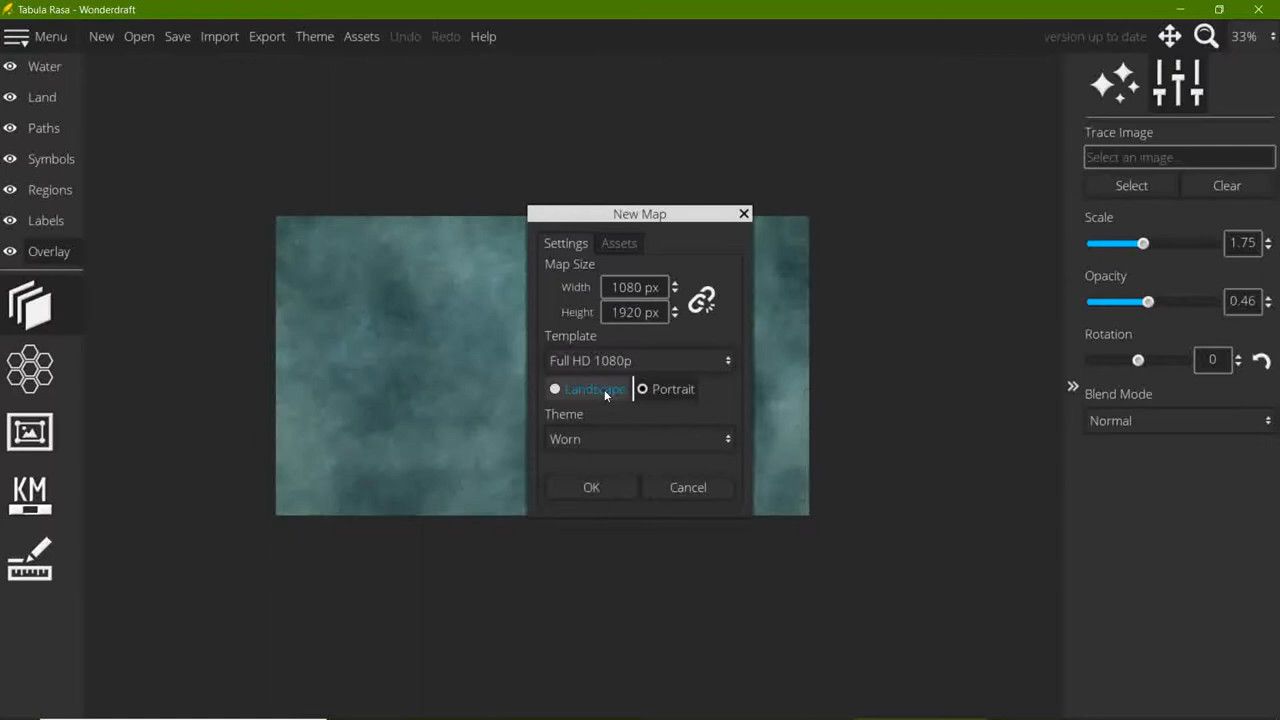 Tabula Rasa - Wonderdraft
Menu New Open Save Import Export Theme Assets Undo Redo Help version up to date 33%
Water
Land
Paths
Symbols
Regions
Labels
Overlay
KM
New Map
Settings Assets
Map Size
Width 1080 px
Height 1920 px
Template
Full HD 1080p
Landscape Portrait
Theme
Worn
OK Cancel
Trace Image
Select an image...
Select Clear
Scale
1.75
Opacity
0.46
Rotation
0
Blend Mode
Normal